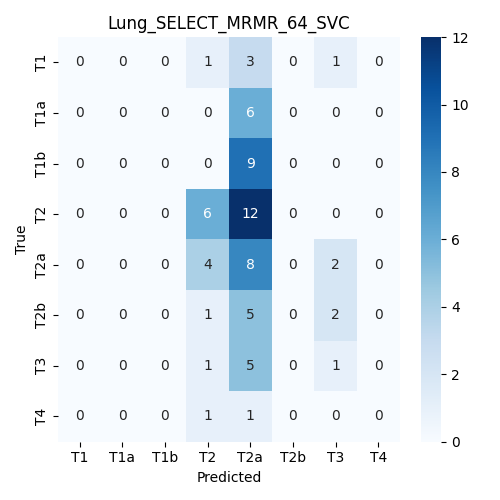 Lung_SELECT_MRMR_64_SVC
T1 0 0 0 1 3 0 1 0
T1a 0 0 0 0 6 0 0 0
T1b 0 0 0 0 9 0 0 0
T2 0 0 0 6 12 0 0 0
T2a 0 0 0 4 8 0 2 0
T2b 0 0 0 1 5 0 2 0
T3 0 0 0 1 5 0 1 0
T4 0 0 0 1 1 0 0 0
True
T1 T1a T1b T2 T2a T2b T3 T4
Predicted
12
10
8
6
4
2
0